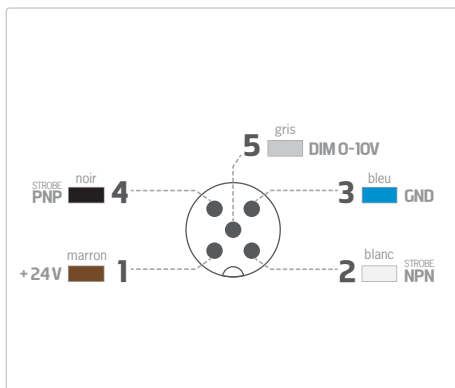 gris
5 DIM 0-10V
noir
STROBE
PNP 4
bleu
3 GND
marron
+24V 1
blanc
2 STROBE
NPN